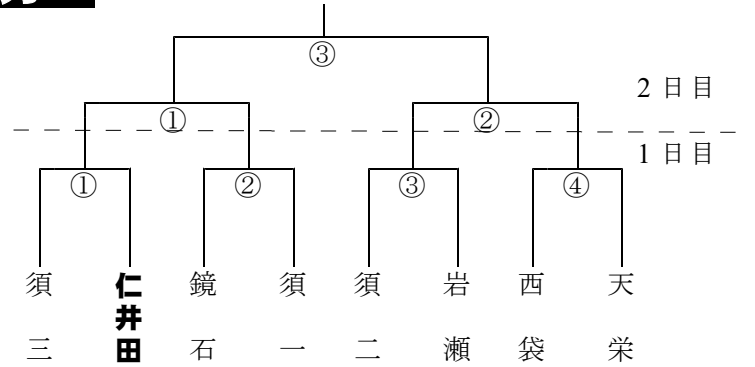 ③
2日目
① ②
1日目
① ② ③ ④
須三 仁井田 鏡石 須一 須二 岩瀬 西袋 天栄